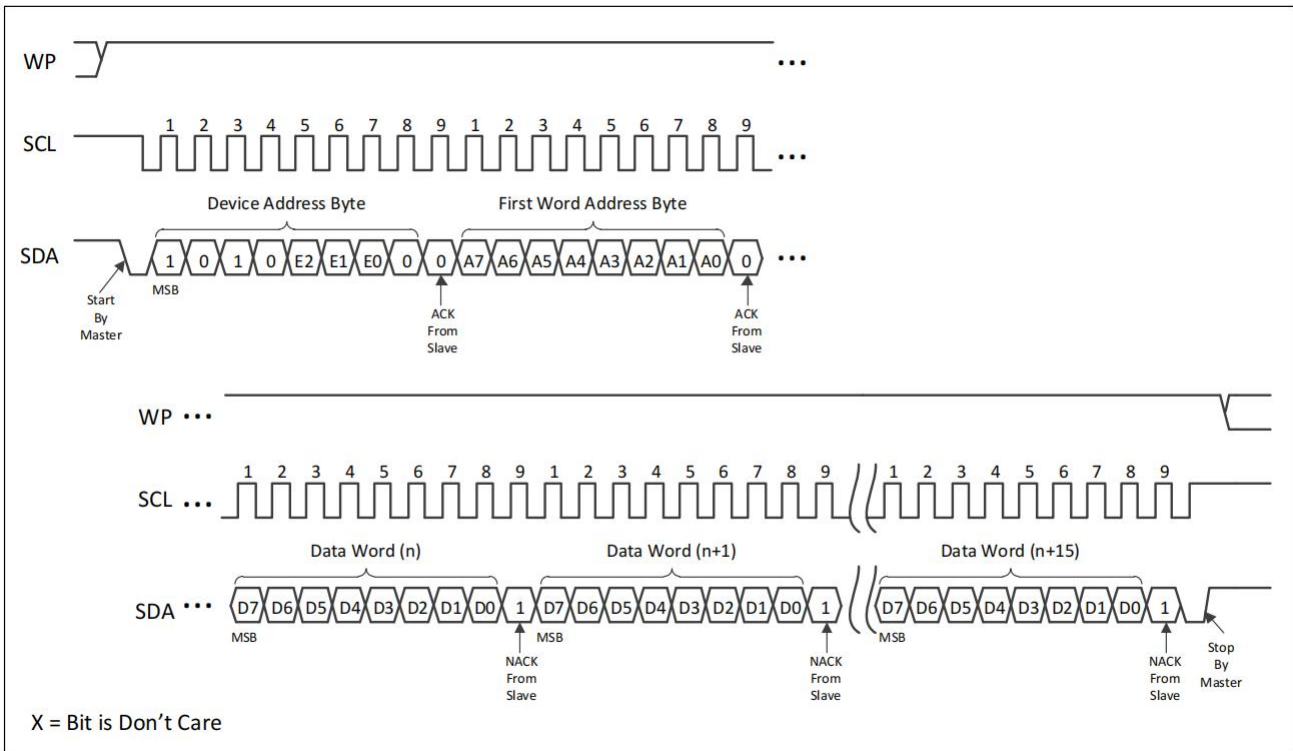 WP
...
1 2 3 4 5 6 7 8 9 1 2 3 4 5 6 7 8 9
SCL
...
Device Address Byte First Word Address Byte
SDA 1 0 1 0 E2 E1 E0 0 0 A7 A6 A5 A4 A3 A2 A1 A0 0 ...
MSB
Start
By
Master
ACK
From
Slave
ACK
From
Slave
WP ...
1 2 3 4 5 6 7 8 9 1 2 3 4 5 6 7 8 9 1 2 3 4 5 6 7 8 9
SCL ...
Data Word (n) Data Word (n+1) Data Word (n+15)
SDA ... D7 D6 D5 D4 D3 D2 D1 D0 1 D7 D6 D5 D4 D3 D2 D1 D0 1 D7 D6 D5 D4 D3 D2 D1 D0 1
MSB MSB MSB
NACK
From
Slave
NACK
From
Slave
NACK
From
Slave
Stop
By
Master
X = Bit is Don’t Care